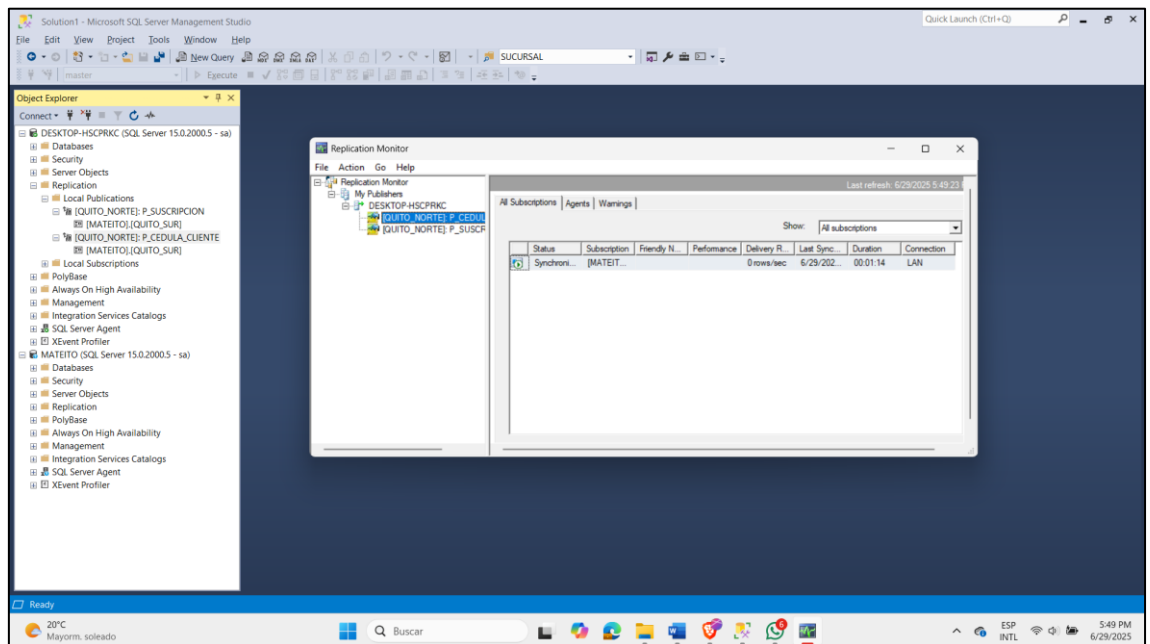 Solution1 - Microsoft SQL Server Management Studio
Quick Launch (Ctrl+Q)
File Edit View Project Tools Window Help
New Query
SUCURSAL
master
Execute
Object Explorer
Connect
DESKTOP-HSCPRKC (SQL Server 15.0.2000.5 - sa)
Databases
Security
Server Objects
Replication
Local Publications
[QUITO_NORTE]: P_SUSCRIPCION
[MATEITO].[QUITO_SUR]
[QUITO_NORTE]: P_CEDULA_CLIENTE
[MATEITO].[QUITO_SUR]
Local Subscriptions
PolyBase
Always On High Availability
Management
Integration Services Catalogs
SQL Server Agent
XEvent Profiler
MATEITO (SQL Server 15.0.2000.5 - sa)
Databases
Security
Server Objects
Replication
PolyBase
Always On High Availability
Management
Integration Services Catalogs
SQL Server Agent
XEvent Profiler
Replication Monitor
File Action Go Help
Replication Monitor
My Publishers
DESKTOP-HSCPRKC
[QUITO_NORTE]: P_CEDUL
[QUITO_NORTE]: P_SUSCR
Last refresh: 6/29/2025 5:49:23
All Subscriptions Agents Warnings
Show: All subscriptions
Status Subscription Friendly N... Performance Delivery R... Last Sync... Duration Connection
Synchroni... [MATEIT... 0 rows/sec 6/29/202... 00:01:14 LAN
Ready
20°C
Mayorm. soleado
Buscar
6
ESP
INTL
5:49 PM
6/29/2025